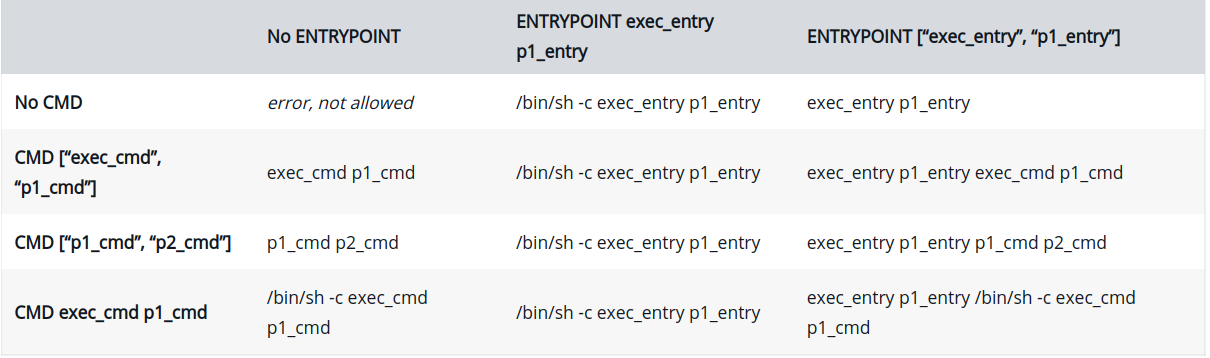 No ENTRYPOINT
ENTRYPOINT exec_entry
p1_entry
ENTRYPOINT [“exec_entry”, “p1_entry”]
No CMD
error, not allowed
/bin/sh -c exec_entry p1_entry
exec_entry p1_entry
CMD [“exec_cmd”,
“p1_cmd”]
exec_cmd p1_cmd
/bin/sh -c exec_entry p1_entry
exec_entry p1_entry exec_cmd p1_cmd
CMD [“p1_cmd”, “p2_cmd”]
p1_cmd p2_cmd
/bin/sh -c exec_entry p1_entry
exec_entry p1_entry p1_cmd p2_cmd
CMD exec_cmd p1_cmd
/bin/sh -c exec_cmd
p1_cmd
/bin/sh -c exec_entry p1_entry
exec_entry p1_entry /bin/sh -c exec_cmd
p1_cmd